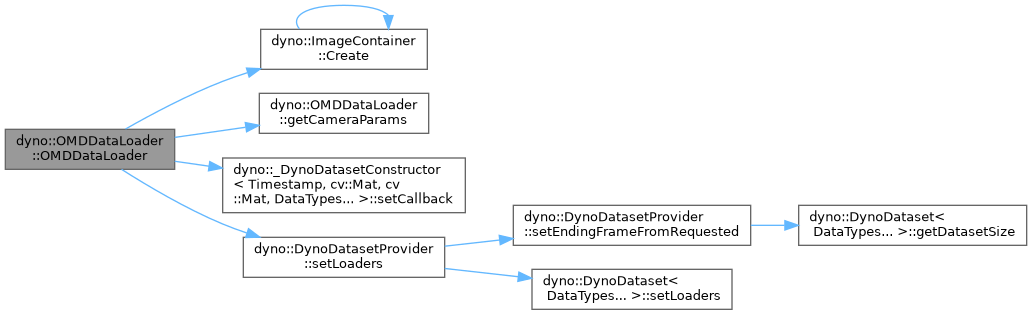 dyno::ImageContainer
::Create
dyno::OMDDataLoader
::getCameraParams
dyno::OMDDataLoader
::OMDDataLoader
dyno::_DynoDatasetConstructor
< Timestamp, cv::Mat, cv
::Mat, DataTypes... >::setCallback
dyno::DynoDatasetProvider
::setLoaders
dyno::DynoDatasetProvider
::setEndingFrameFromRequested
dyno::DynoDataset<
DataTypes... >::getDatasetSize
dyno::DynoDataset<
DataTypes... >::setLoaders